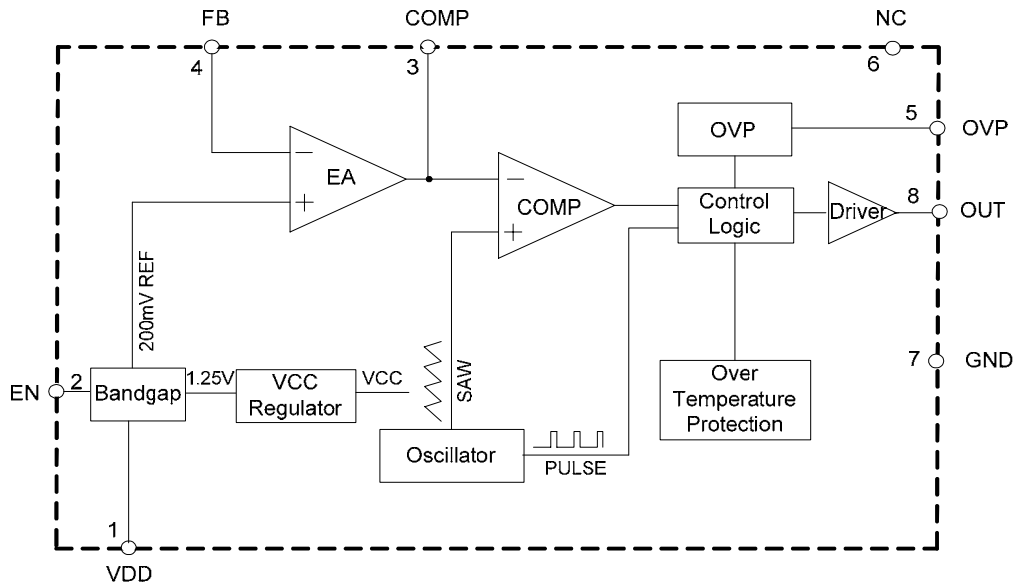 FB
COMP
NC
4
3
6
5
OVP
OVP
−
EA
+
−
COMP
+
Control
Logic
Driver
8
OUT
200mV REF
SAW
7
GND
EN
2
Bandgap
1.25V
VCC
Regulator
VCC
Over
Temperature
Protection
Oscillator
PULSE
1
VDD